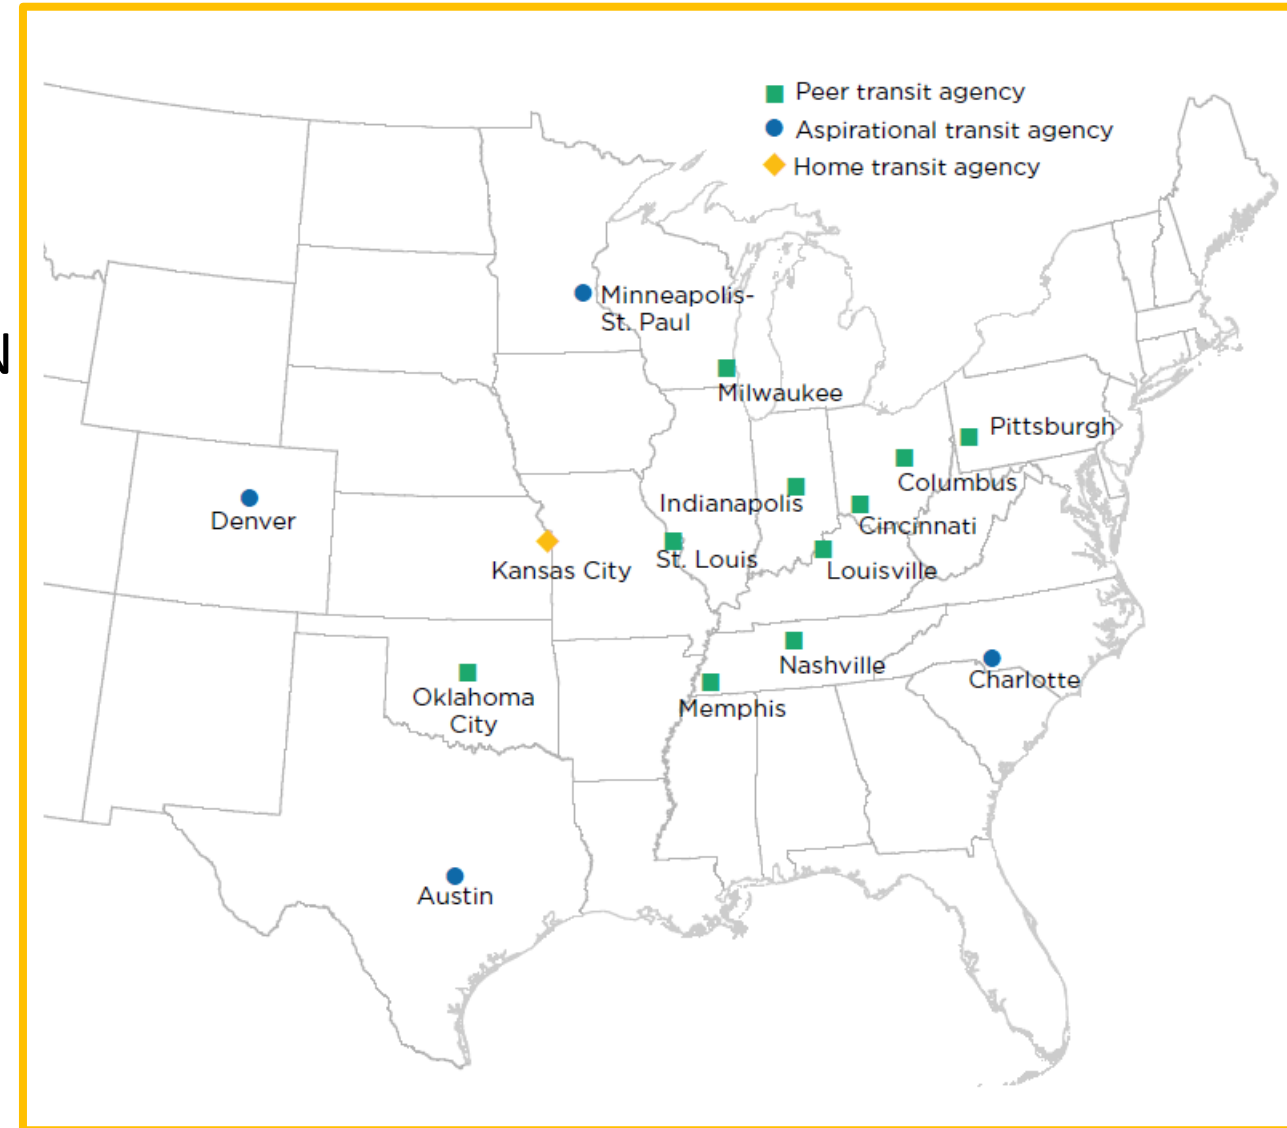 Peer transit agency
Aspirational transit agency
Home transit agency
N
Minneapolis-
St. Paul
Milwaukee
Pittsburgh
Columbus
Indianapolis
Cincinnati
Denver
St. Louis
Kansas City
Louisville
Nashville
Charlotte
Oklahoma
City
Memphis
Austin